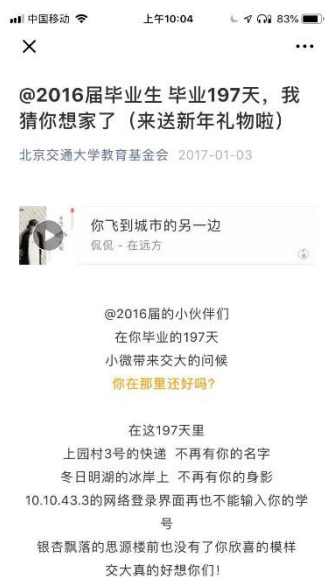 中国移动 上午10:04 83%
@2016届毕业生 毕业197天，我
猜你想家了（来送新年礼物啦）
北京交通大学教育基金会 2017-01-03
你飞到城市的另一边
侃侃 - 在远方
@2016届的小伙伴们
在你毕业的197天
小微带来交大的问候
你在那里还好吗？
在这197天里
上园村3号的快递 不再有你的名字
冬日明湖的冰岸上 不再有你的身影
10.10.43.3的网络登录界面再也不能输入你的学
号
银杏飘落的思源楼前也没有了你欣喜的模样
交大真的好想你们！